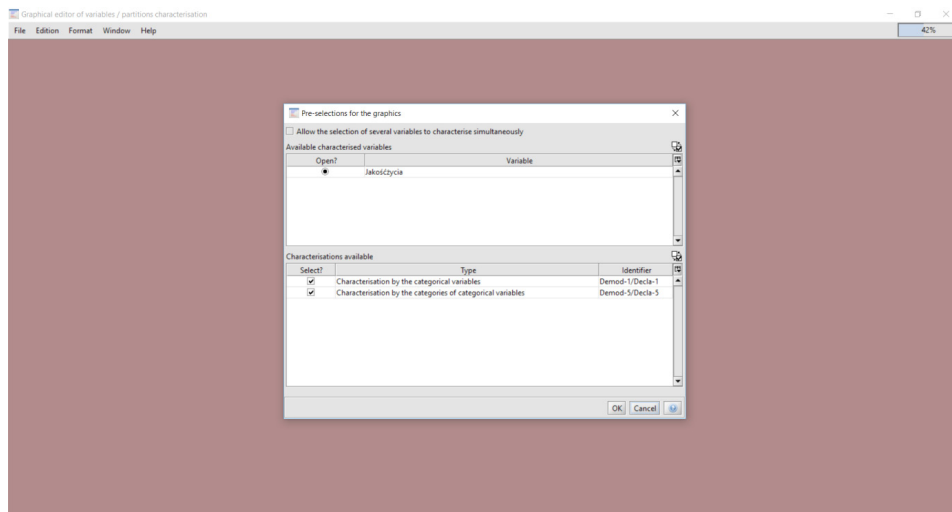 Graphical editor of variables / partitions characterisation
File Edition Format Window Help
42%
Pre-selections for the graphics
Allow the selection of several variables to characterise simultaneously
Available characterised variables
Open? Variable
Jakośćżycia
Characterisations available
Select? Type Identifier
Characterisation by the categorical variables Demod-1/Decla-1
Characterisation by the categories of categorical variables Demod-5/Decla-5
OK Cancel